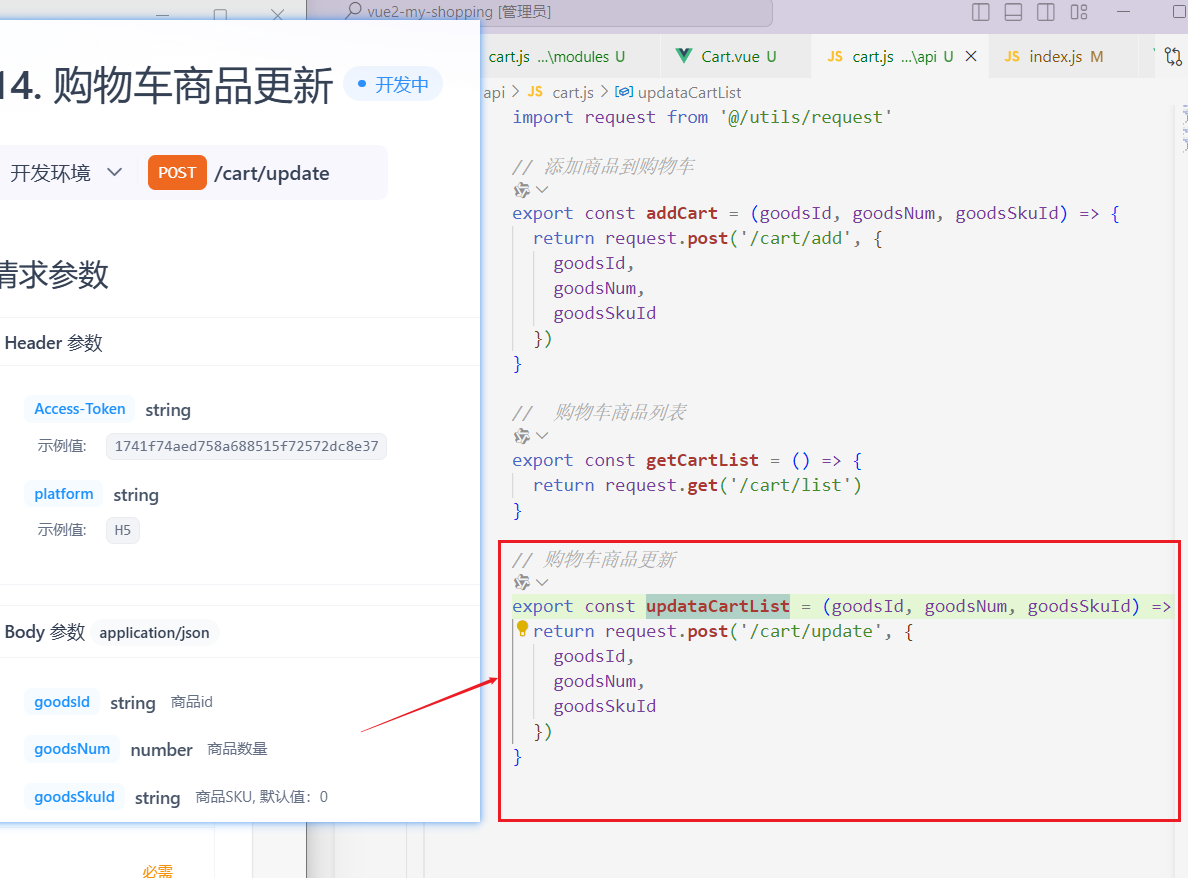 vue2-my-shopping [管理员]
14. 购物车商品更新
开发中
开发环境
POST
/cart/update
请求参数
Header 参数
Access-Token string
示例值:
1741f74aed758a688515f72572dc8e37
platform string
示例值:
H5
Body 参数 application/json
goodsId string 商品id
goodsNum number 商品数量
goodsSkuId string 商品SKU, 默认值：0
必需
cart.js ...\modules U
Cart.vue U
JS cart.js ...\api U
JS index.js M
api > JS cart.js > updataCartList
import request from '@/utils/request'
// 添加商品到购物车
export const addCart = (goodsId, goodsNum, goodsSkuId) => {
return request.post('/cart/add', {
goodsId,
goodsNum,
goodsSkuId
})
}
// 购物车商品列表
export const getCartList = () => {
return request.get('/cart/list')
}
// 购物车商品更新
export const updataCartList = (goodsId, goodsNum, goodsSkuId) =>
return request.post('/cart/update', {
goodsId,
goodsNum,
goodsSkuId
})
}